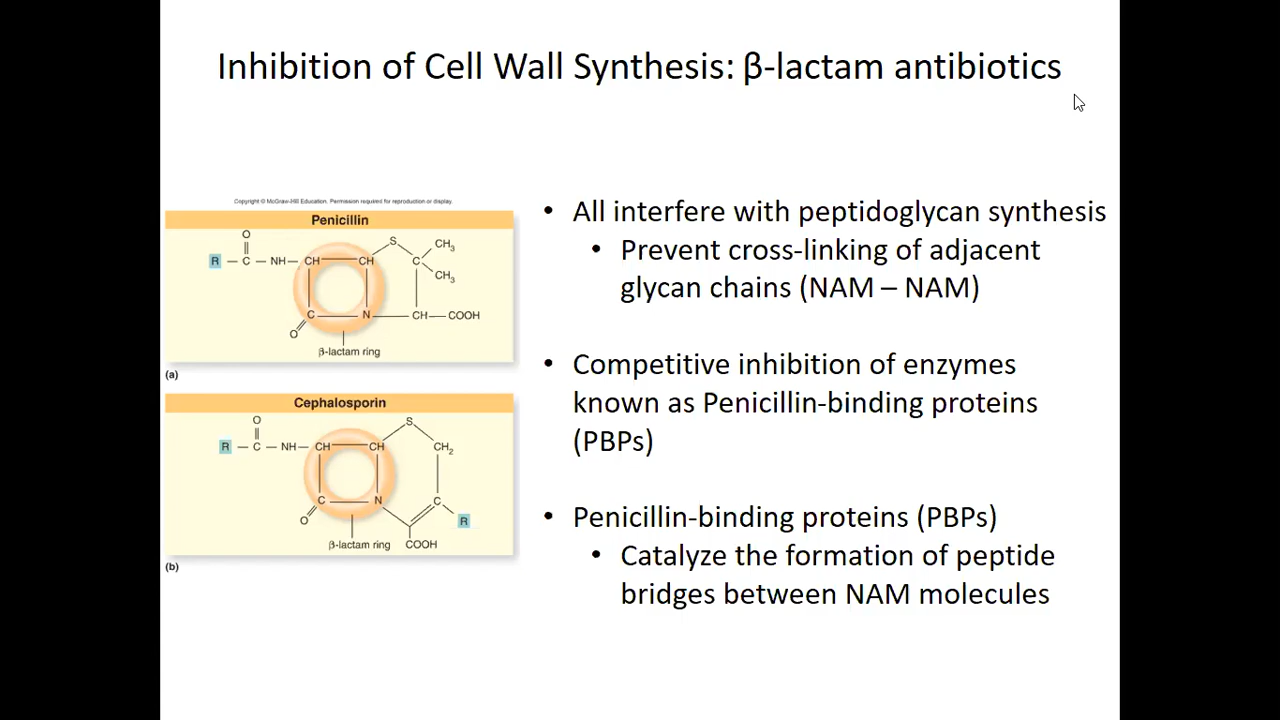 Inhibition of Cell Wall Synthesis: β-lactam antibiotics
Copyright © McGraw-Hill Education. Permission required for reproduction or display.
Penicillin
O
R — C — NH — CH CH S C CH3
CH3
O C N CH — COOH
β-lactam ring
(a)
Cephalosporin
O
R — C — NH — CH CH S CH2
O C N C R
β-lactam ring COOH
(b)
• All interfere with peptidoglycan synthesis
• Prevent cross-linking of adjacent
glycan chains (NAM – NAM)
• Competitive inhibition of enzymes
known as Penicillin-binding proteins
(PBPs)
• Penicillin-binding proteins (PBPs)
• Catalyze the formation of peptide
bridges between NAM molecules